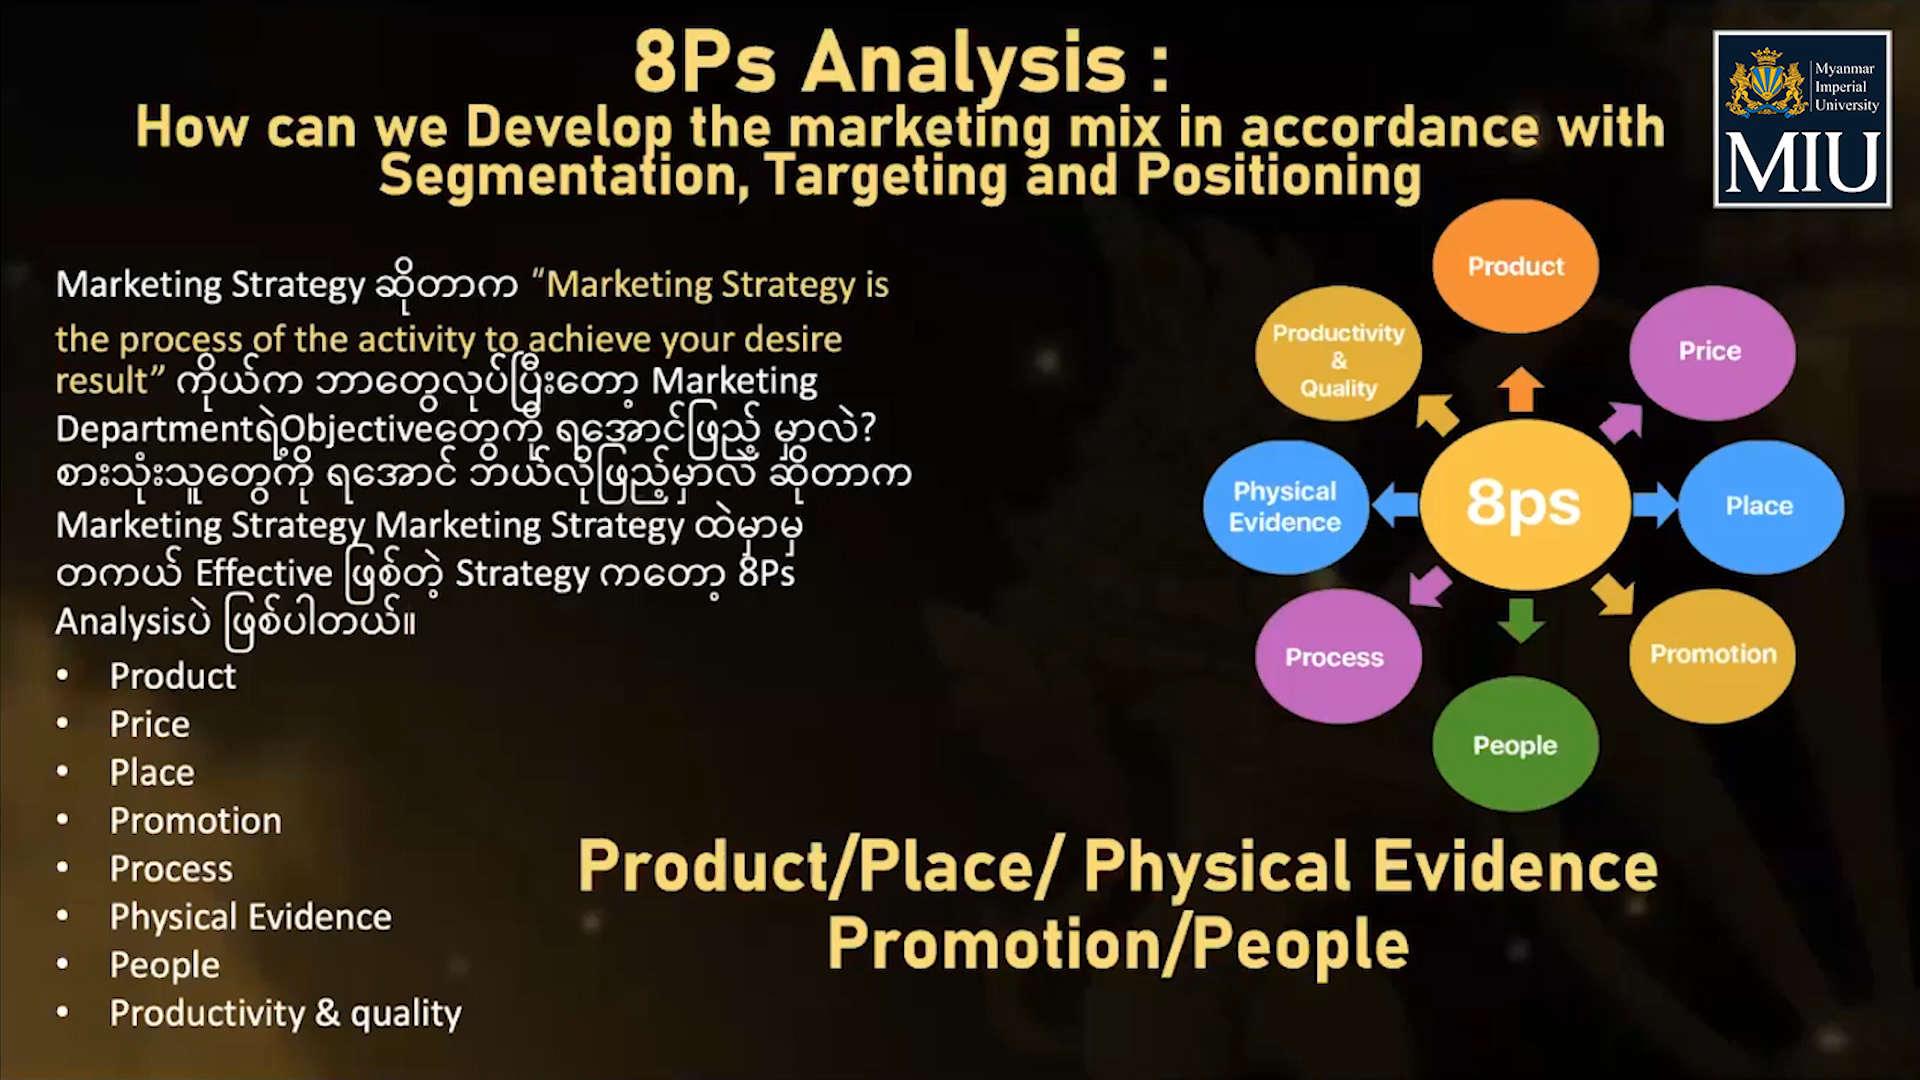 8Ps Analysis :
How can we Develop the marketing mix in accordance with
Segmentation, Targeting and Positioning
Myanmar
Imperial
University
MIU
Marketing Strategy ဆိုတာက “Marketing Strategy is
the process of the activity to achieve your desire
result” ကိုယ်က ဘာတွေလုပ်ပြီးတော့ Marketing
Departmentရဲ့Objectiveတွေကို ရအောင်ဖြည့် မှာလဲ?
စားသုံးသူတွေကို ရအောင် ဘယ်လိုဖြည့်မှာလဲ ဆိုတာက
Marketing Strategy Marketing Strategy ထဲမှာမှ
တကယ် Effective ဖြစ်တဲ့ Strategy ကတော့ 8Ps
Analysisပဲ ဖြစ်ပါတယ်။
• Product
• Price
• Place
• Promotion
• Process
• Physical Evidence
• People
• Productivity & quality
Product
Price
Place
Promotion
People
Process
Physical
Evidence
Productivity
&
Quality
8ps
Product/Place/ Physical Evidence
Promotion/People